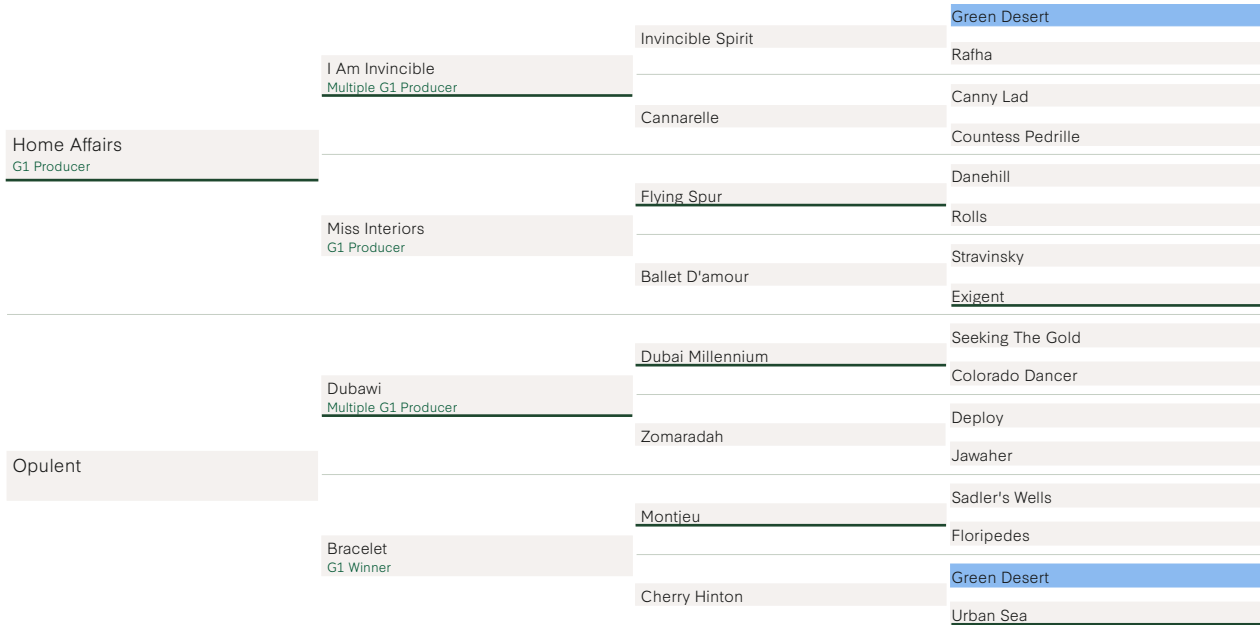 Home Affairs
G1 Producer
Opulent
I Am Invincible
Multiple G1 Producer
Miss Interiors
G1 Producer
Dubawi
Multiple G1 Producer
Bracelet
G1 Winner
Invincible Spirit
Cannarelle
Flying Spur
Ballet D'amour
Dubai Millennium
Zomaradah
Montjeu
Cherry Hinton
Green Desert
Rafha
Canny Lad
Countess Pedrille
Danehill
Rolls
Stravinsky
Exigent
Seeking The Gold
Colorado Dancer
Deploy
Jawaher
Sadler's Wells
Floripedes
Green Desert
Urban Sea